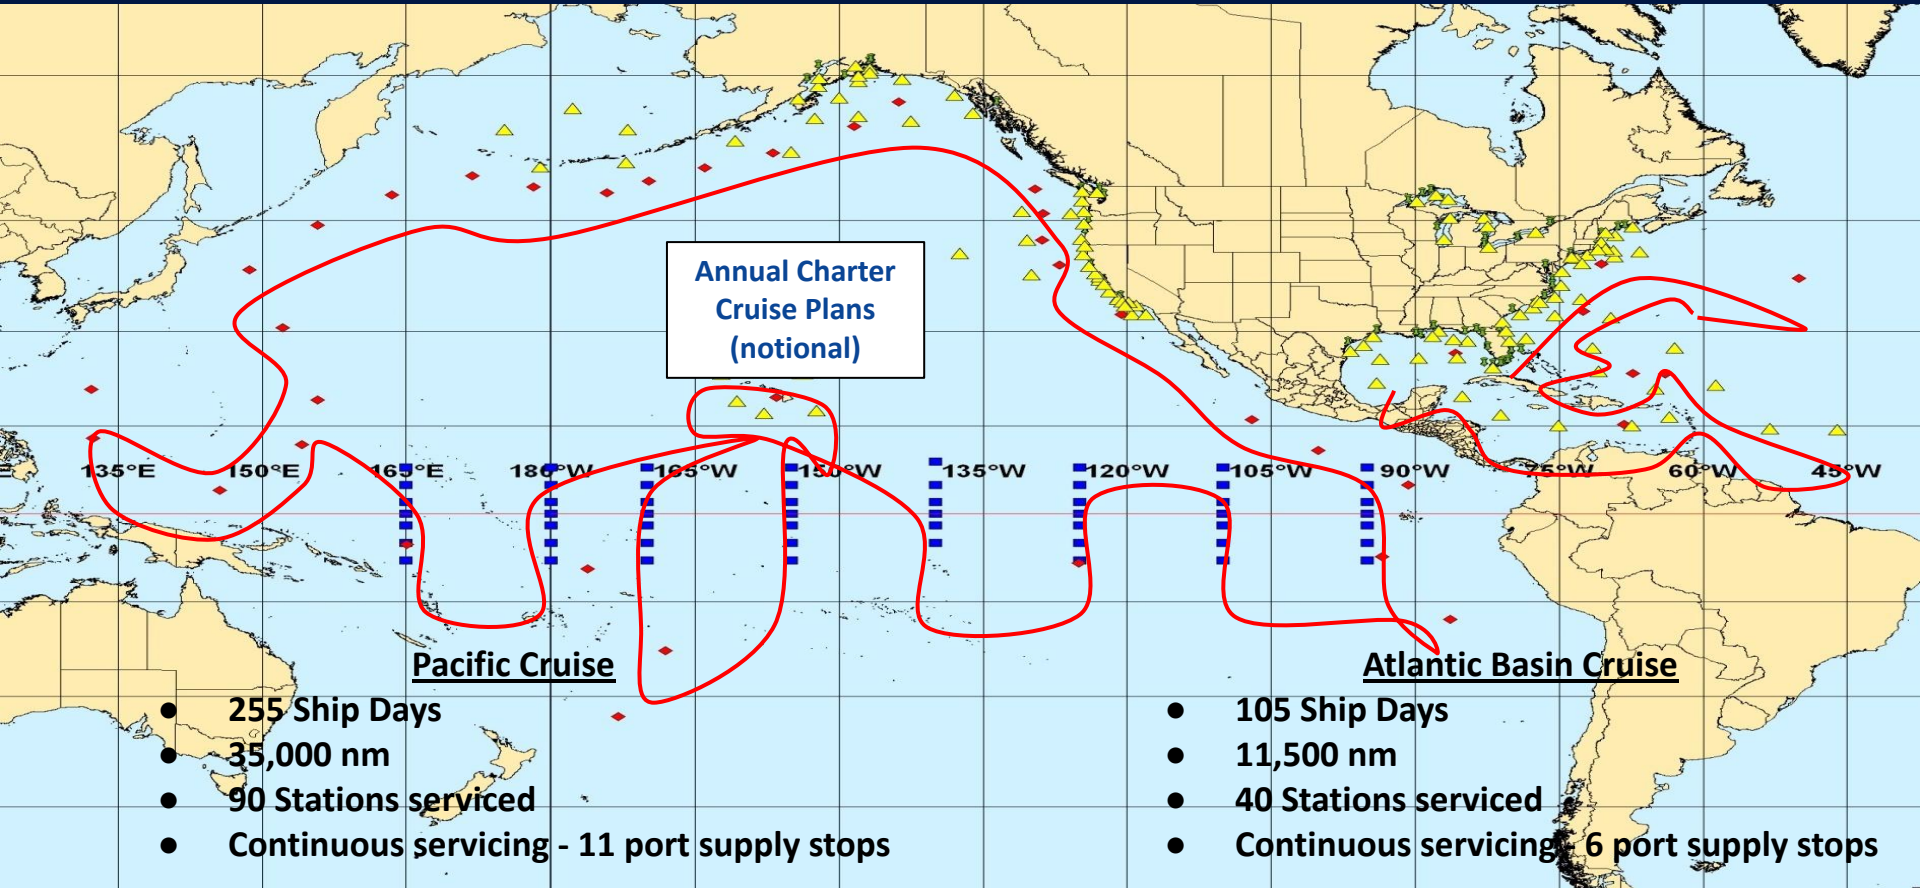 Annual Charter
Cruise Plans
(notional)
E 135°E 150°E 165°E 180°W 165°W 150°W 135°W 120°W 105°W 90°W 75°W 60°W 45°W
Pacific Cruise
● 255 Ship Days
● 35,000 nm
● 90 Stations serviced
● Continuous servicing - 11 port supply stops
Atlantic Basin Cruise
● 105 Ship Days
● 11,500 nm
● 40 Stations serviced
● Continuous servicing - 6 port supply stops